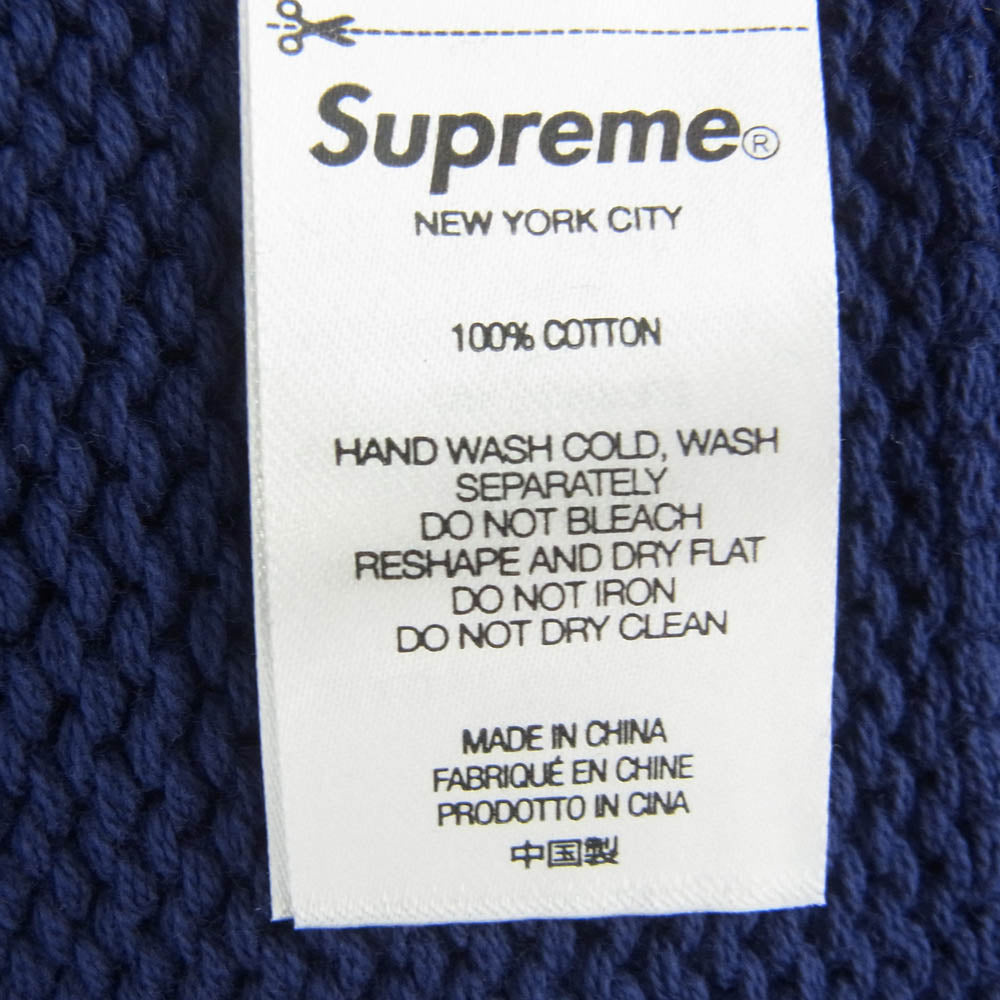 Supreme®
NEW YORK CITY
100% COTTON
HAND WASH COLD, WASH
SEPARATELY
DO NOT BLEACH
RESHAPE AND DRY FLAT
DO NOT IRON
DO NOT DRY CLEAN
MADE IN CHINA
FABRIQUÉ EN CHINE
PRODOTTO IN CINA
中国製